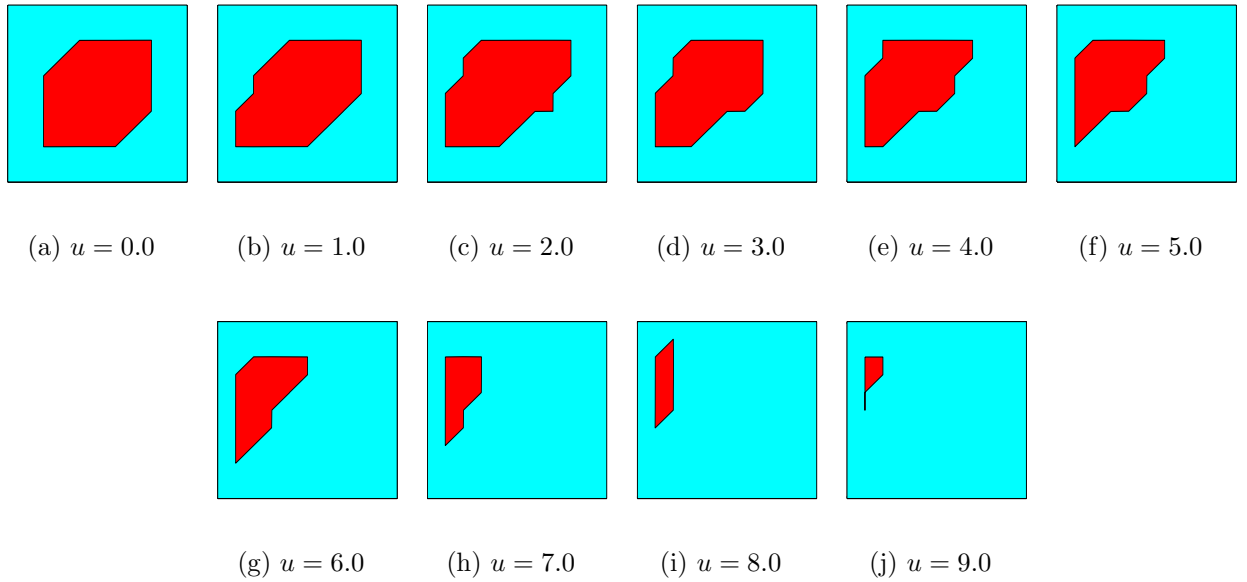 (a) u = 0.0 (b) u = 1.0 (c) u = 2.0 (d) u = 3.0 (e) u = 4.0 (f) u = 5.0
(g) u = 6.0 (h) u = 7.0 (i) u = 8.0 (j) u = 9.0